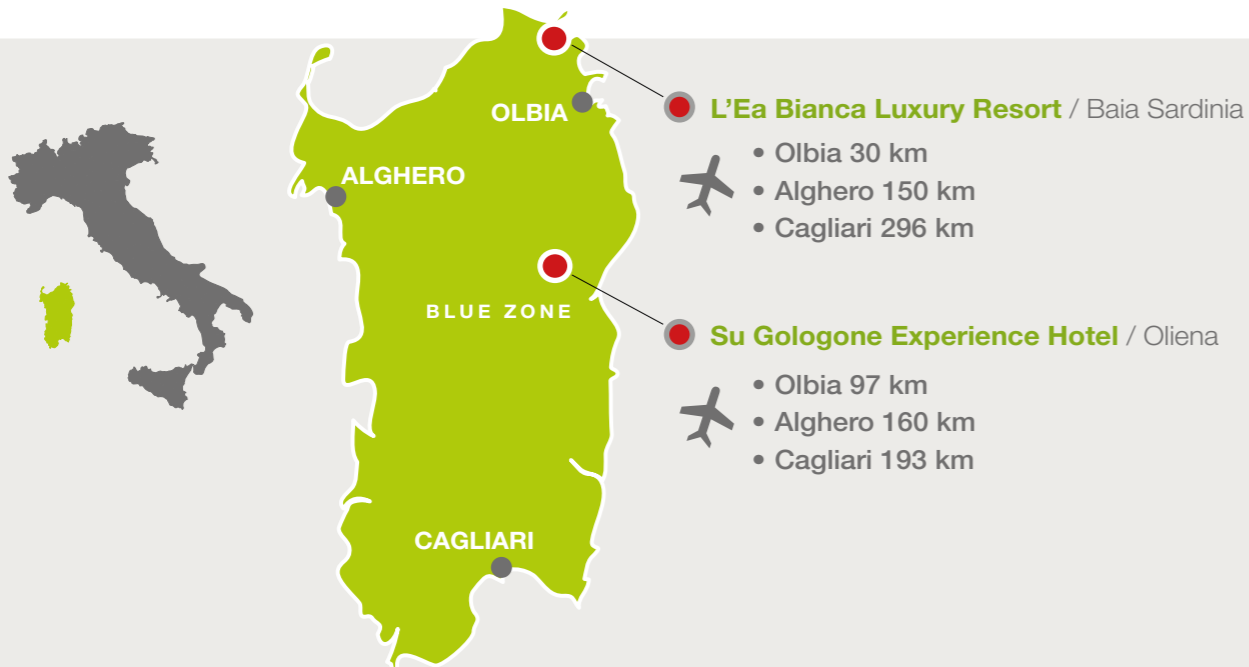 OLBIA
ALGHERO
BLUE ZONE
CAGLIARI
L'Ea Bianca Luxury Resort / Baia Sardinia
• Olbia 30 km
• Alghero 150 km
• Cagliari 296 km
Su Gologone Experience Hotel / Oliena
• Olbia 97 km
• Alghero 160 km
• Cagliari 193 km